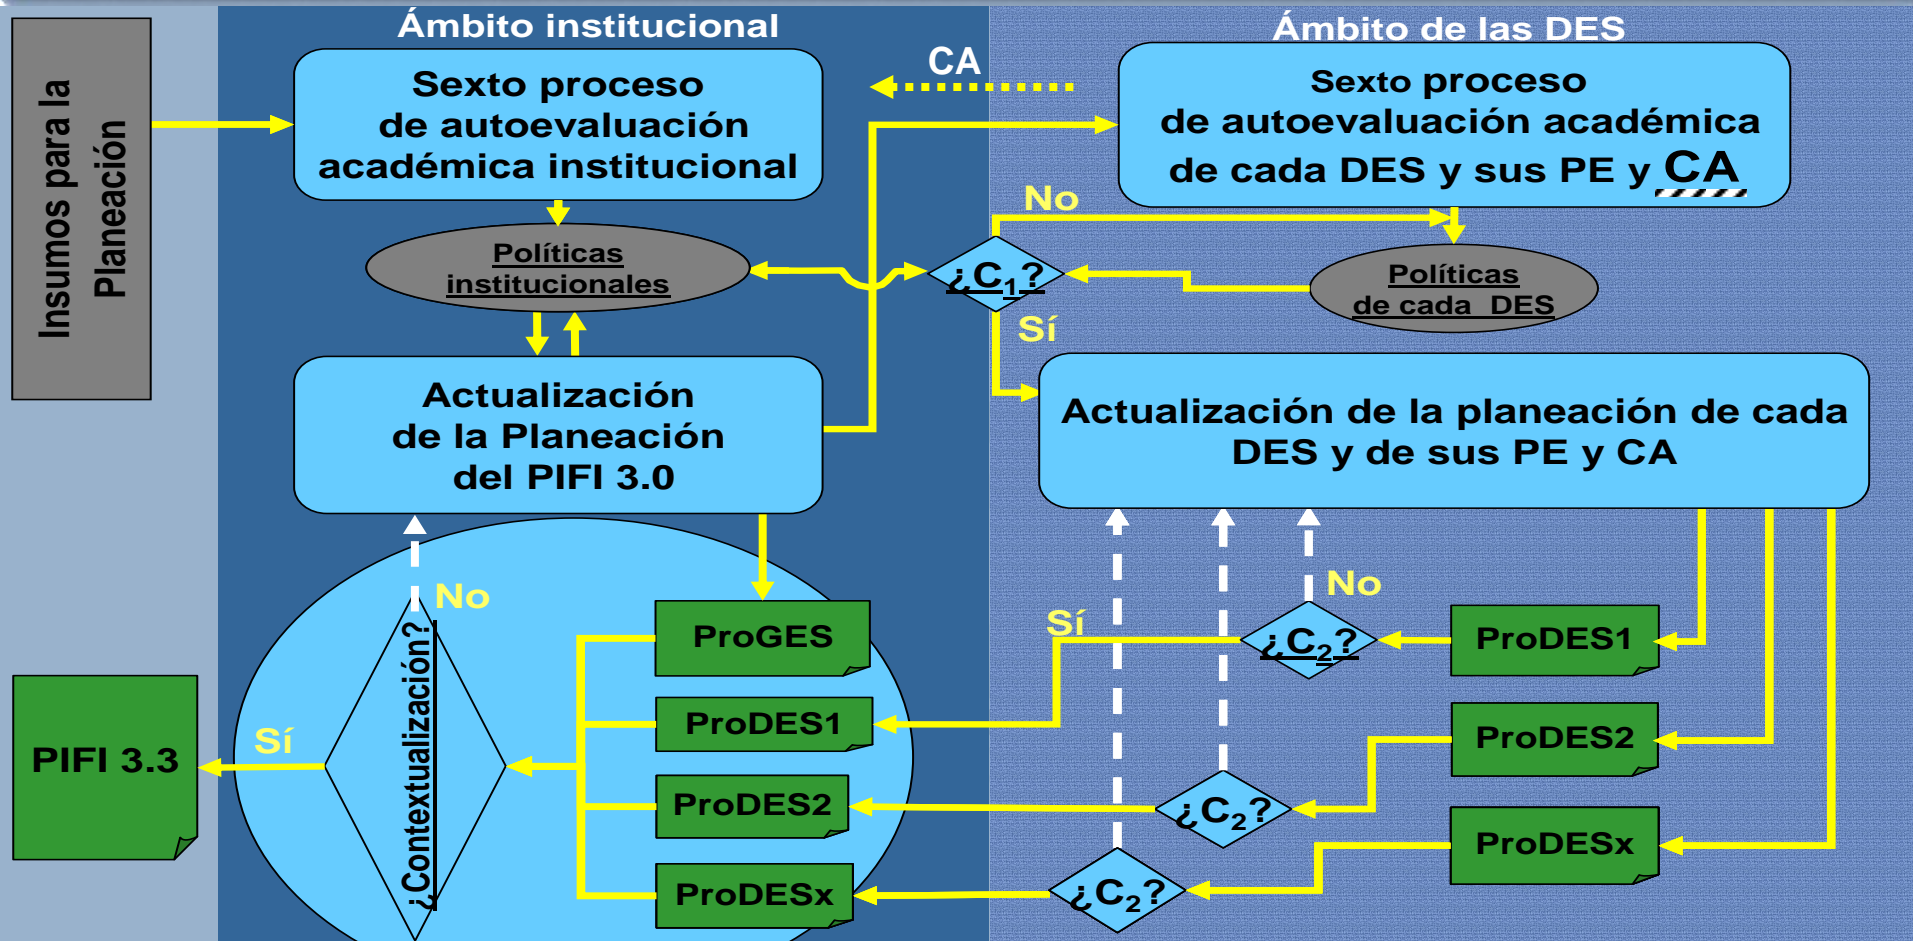 Insumos para la
Planeación
Ámbito institucional
Sexto proceso
de autoevaluación
académica institucional
Políticas
institucionales
Actualización
de la Planeación
del PIFI 3.0
CA
Ámbito de las DES
Sexto proceso
de autoevaluación académica
de cada DES y sus PE y CA
No
¿C₁?
Sí
Políticas
de cada DES
Actualización de la planeación de cada
DES y de sus PE y CA
No
¿Contextualización?
Sí
PIFI 3.3
ProGES
ProDES1
ProDES2
ProDESx
Sí
No
¿C₂?
ProDES1
¿C₂?
ProDES2
¿C₂?
ProDESx